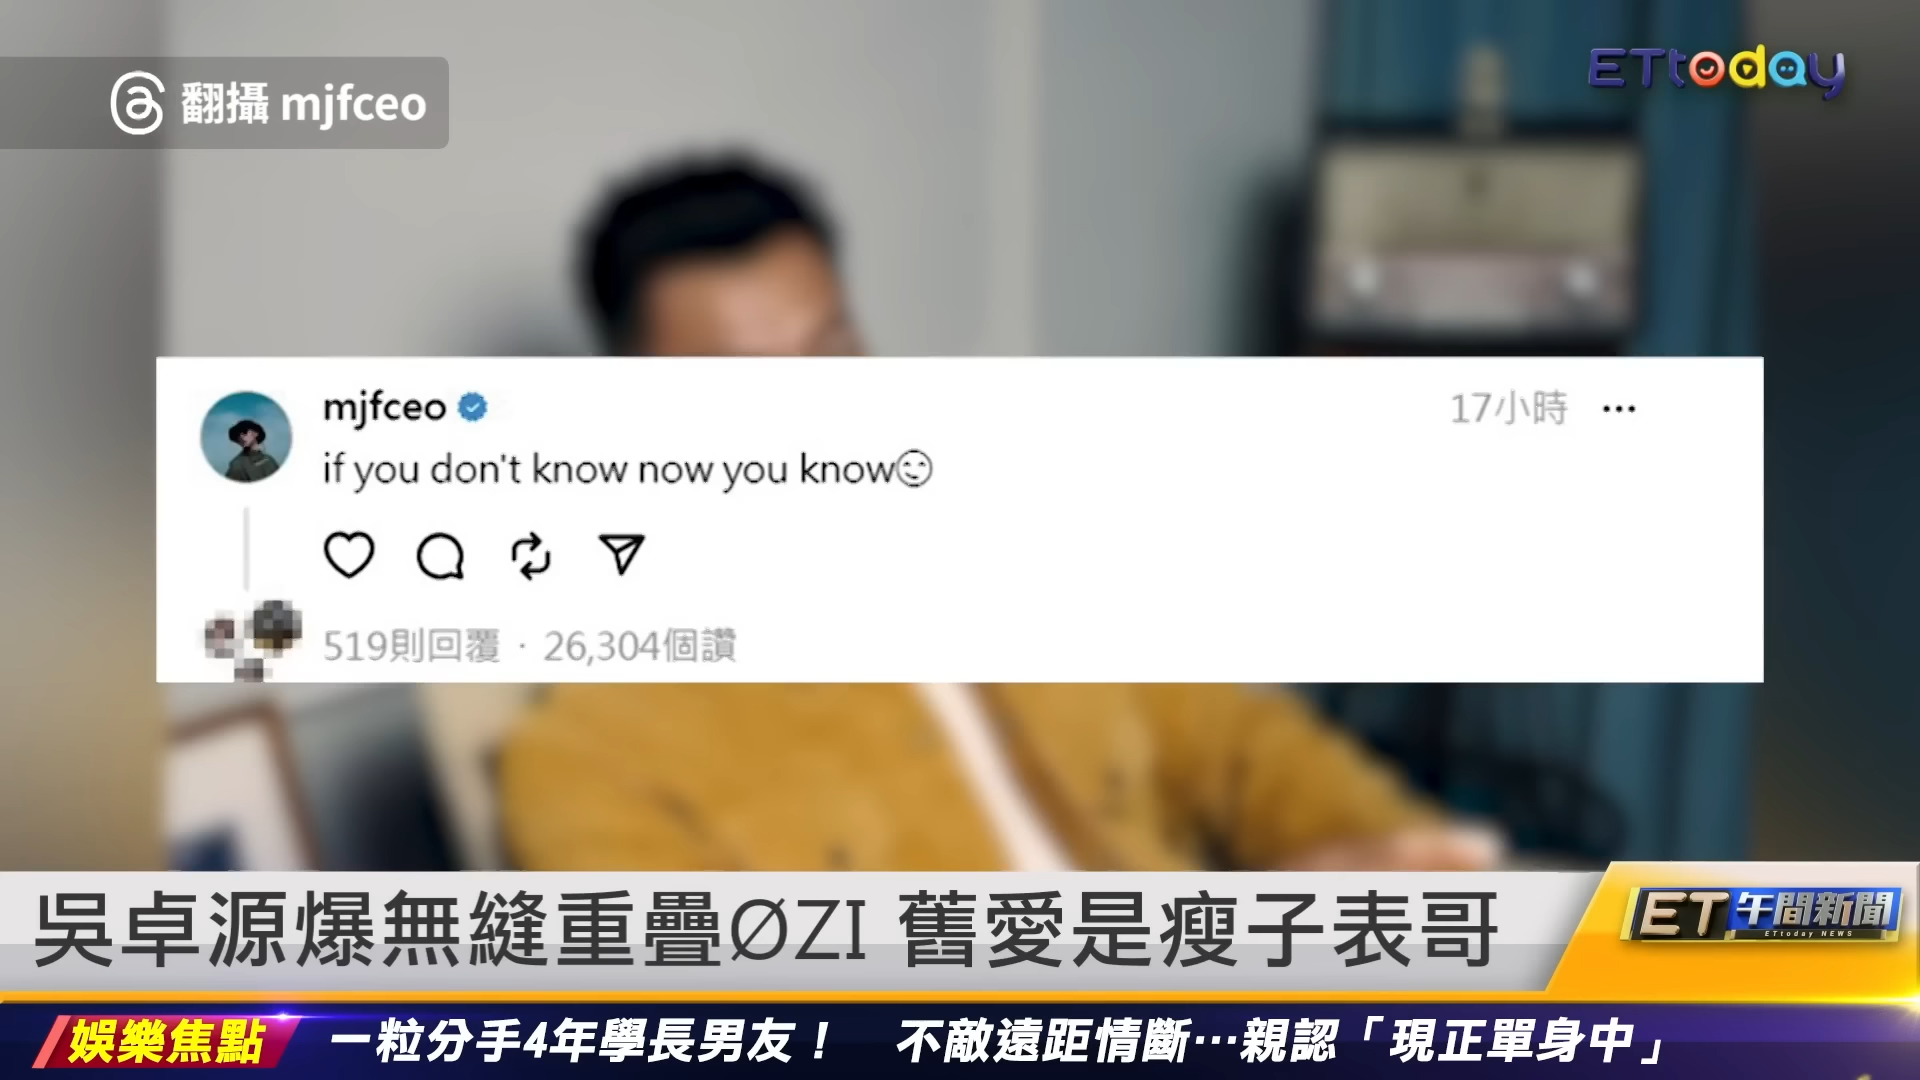 翻攝 mjfceo
ETtoday
mjfceo
17小時
if you don't know now you know
519則回覆 · 26,304個讚
吳卓源爆無縫重疊ØZI 舊愛是瘦子表哥
ET午間新聞
ETtoday NEWS
娛樂焦點
一粒分手4年學長男友！ 不敵遠距情斷…親認「現正單身中」